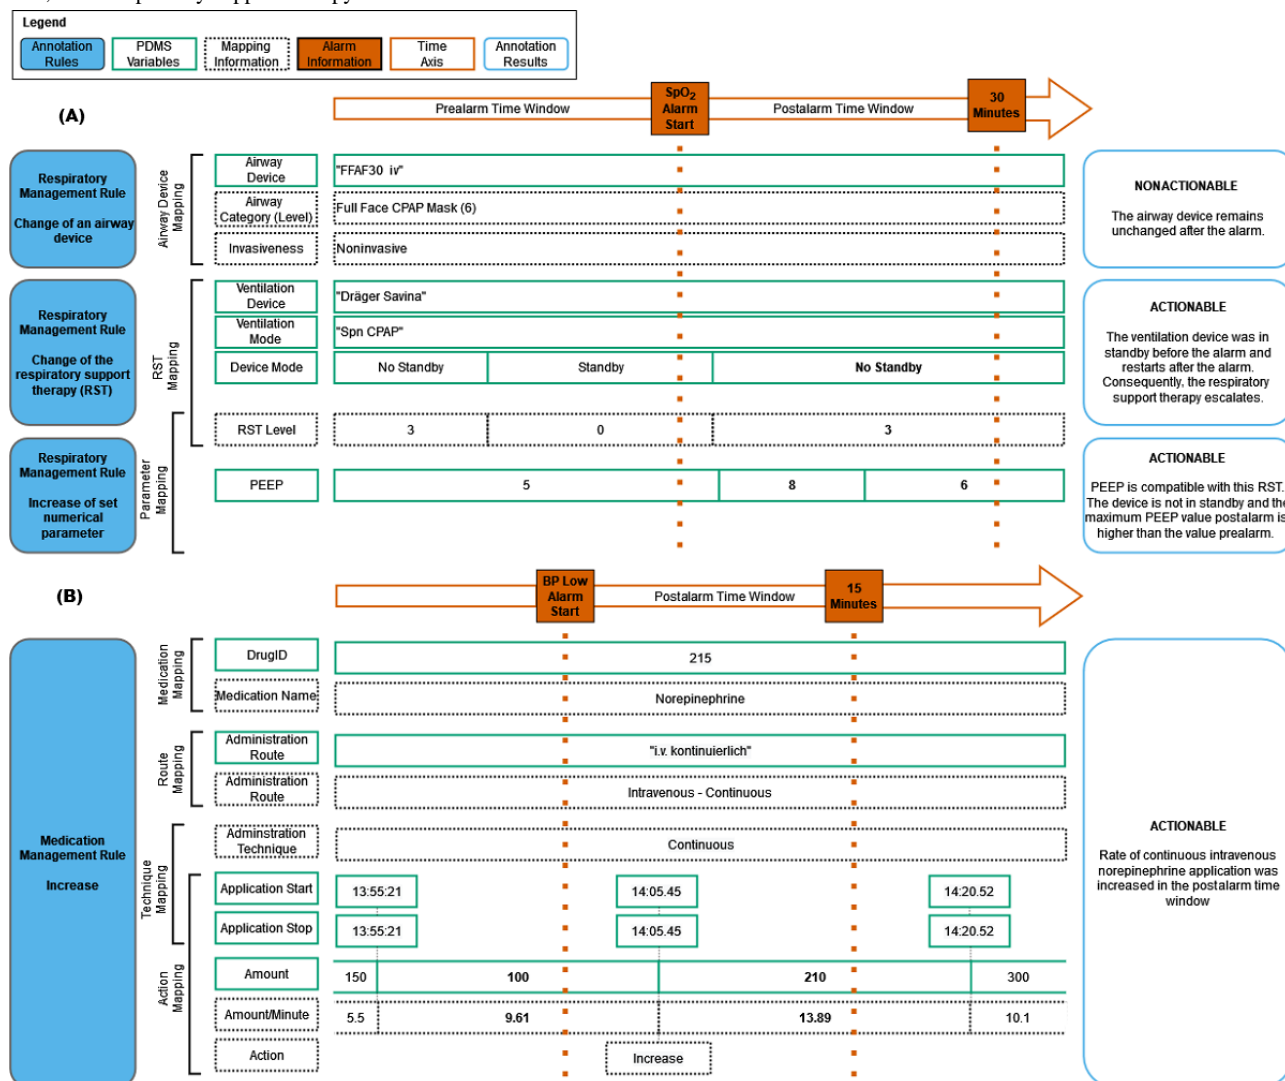 Legend
Annotation Rules
PDMS Variables
Mapping Information
Alarm Information
Time Axis
Annotation Results
(A)
Prealarm Time Window
SpO2 Alarm Start
Postalarm Time Window
30 Minutes
Respiratory Management Rule
Change of an airway device
Airway Device Mapping
Airway Device
"FFAF30 iv"
Airway Category (Level)
Full Face CPAP Mask (6)
Invasiveness
Noninvasive
NONACTIONABLE
The airway device remains unchanged after the alarm.
Respiratory Management Rule
Change of the respiratory support therapy (RST)
RST Mapping
Ventilation Device
"Dräger Savina"
Ventilation Mode
"Spn CPAP"
Device Mode
No Standby
Standby
No Standby
RST Level
3
0
3
ACTIONABLE
The ventilation device was in standby before the alarm and restarts after the alarm. Consequently, the respiratory support therapy escalates.
Respiratory Management Rule
Increase of set numerical parameter
Parameter Mapping
PEEP
5
8
6
ACTIONABLE
PEEP is compatible with this RST. The device is not in standby and the maximum PEEP value postalarm is higher than the value prealarm.
(B)
BP Low Alarm Start
Postalarm Time Window
15 Minutes
Medication Management Rule
Increase
Medication Mapping
DrugID
215
Medication Name
Norepinephrine
Route Mapping
Administration Route
"i.v. kontinuierlich"
Administration Route
Intravenous - Continuous
Technique Mapping
Adminstration Technique
Continuous
Application Start
13:55:21
14:05.45
14:20.52
Application Stop
13:55:21
14:05.45
14:20.52
Action Mapping
Amount
150
100
210
300
Amount/Minute
5.5
9.61
13.89
10.1
Action
Increase
ACTIONABLE
Rate of continuous intravenous norepinephrine application was increased in the postalarm time window